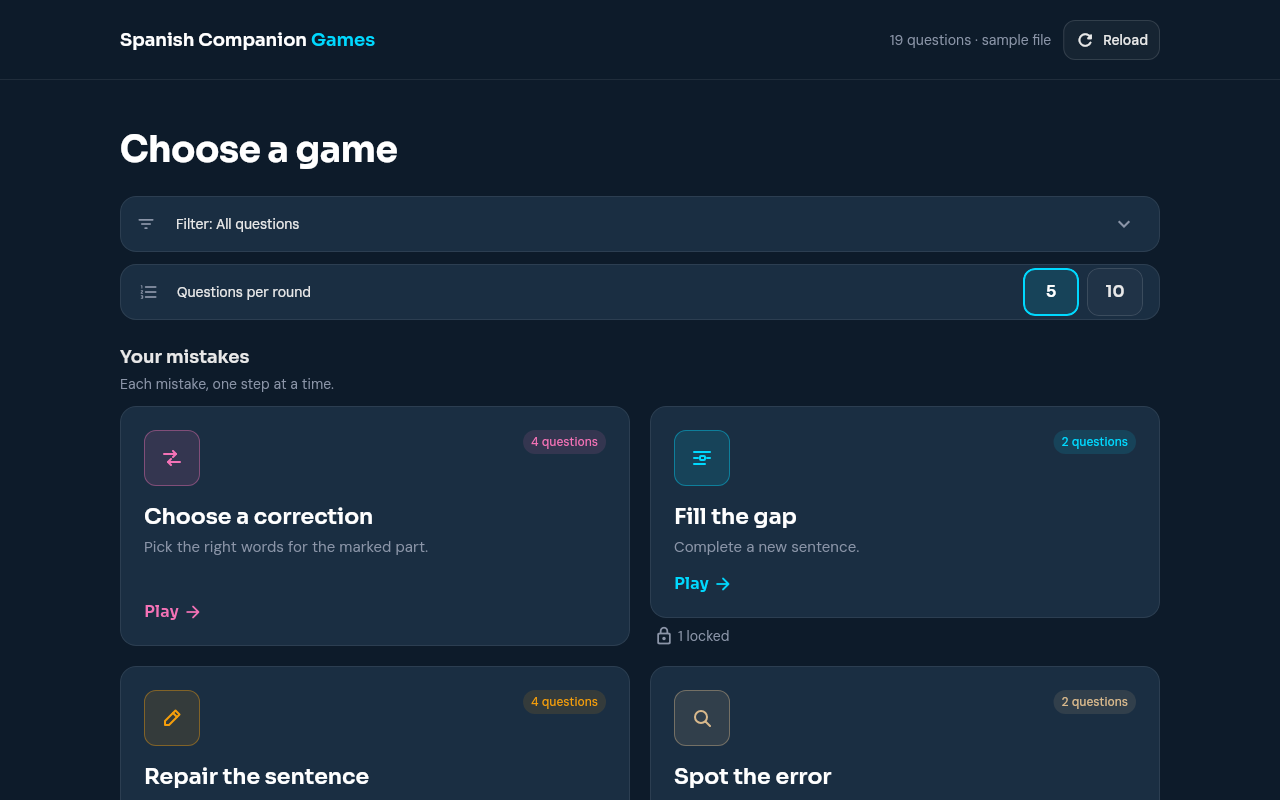 Spanish Companion Games
19 questions · sample file
Reload
Choose a game
Filter: All questions
Questions per round
5
10
Your mistakes
Each mistake, one step at a time.
4 questions
Choose a correction
Pick the right words for the marked part.
Play →
2 questions
Fill the gap
Complete a new sentence.
Play →
1 locked
4 questions
Repair the sentence
2 questions
Spot the error